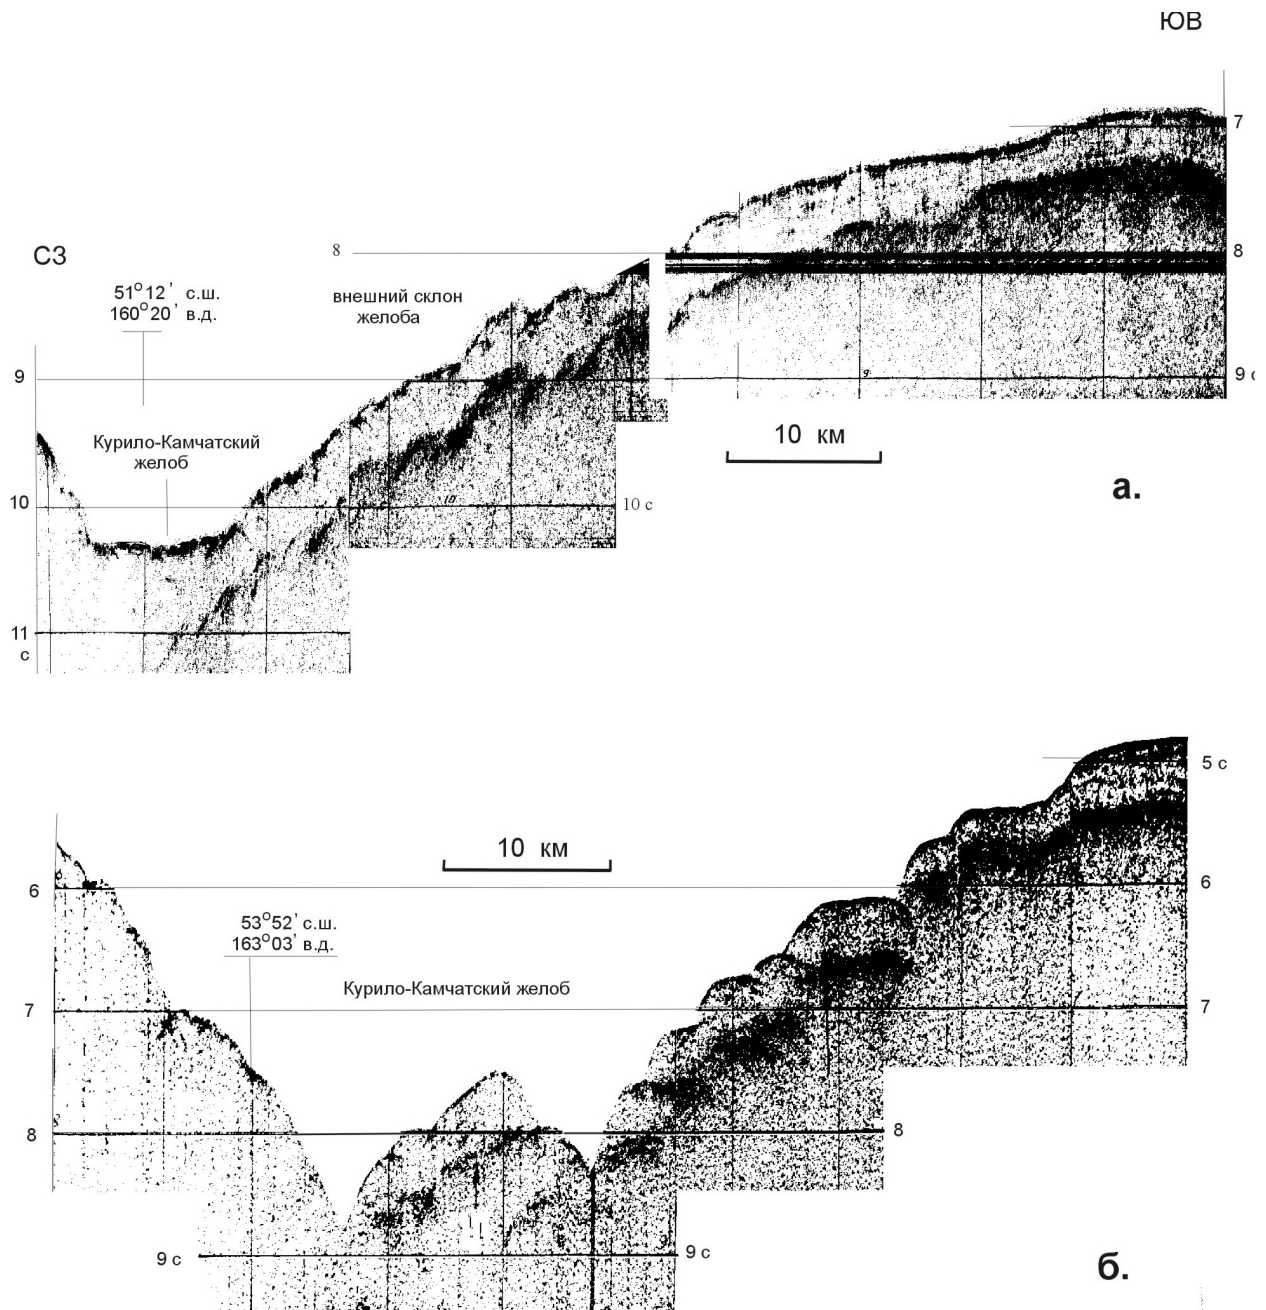 ЮВ
7
СЗ
8
8
51°12' с.ш.
160°20' в.д.
внешний склон
желоба
9
9
9 с
10 км
Курило-Камчатский
желоб
а.
10
10
10 с
11
с
5 с
10 км
6
6
53°52' с.ш.
163°03' в.д.
Курило-Камчатский желоб
7
7
8
8
9 с
9 с
б.